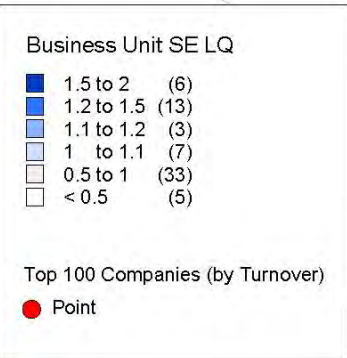 Business Unit SE LQ
1.5 to 2 (6)
1.2 to 1.5 (13)
1.1 to 1.2 (3)
1 to 1.1 (7)
0.5 to 1 (33)
< 0.5 (5)
Top 100 Companies (by Turnover)
Point